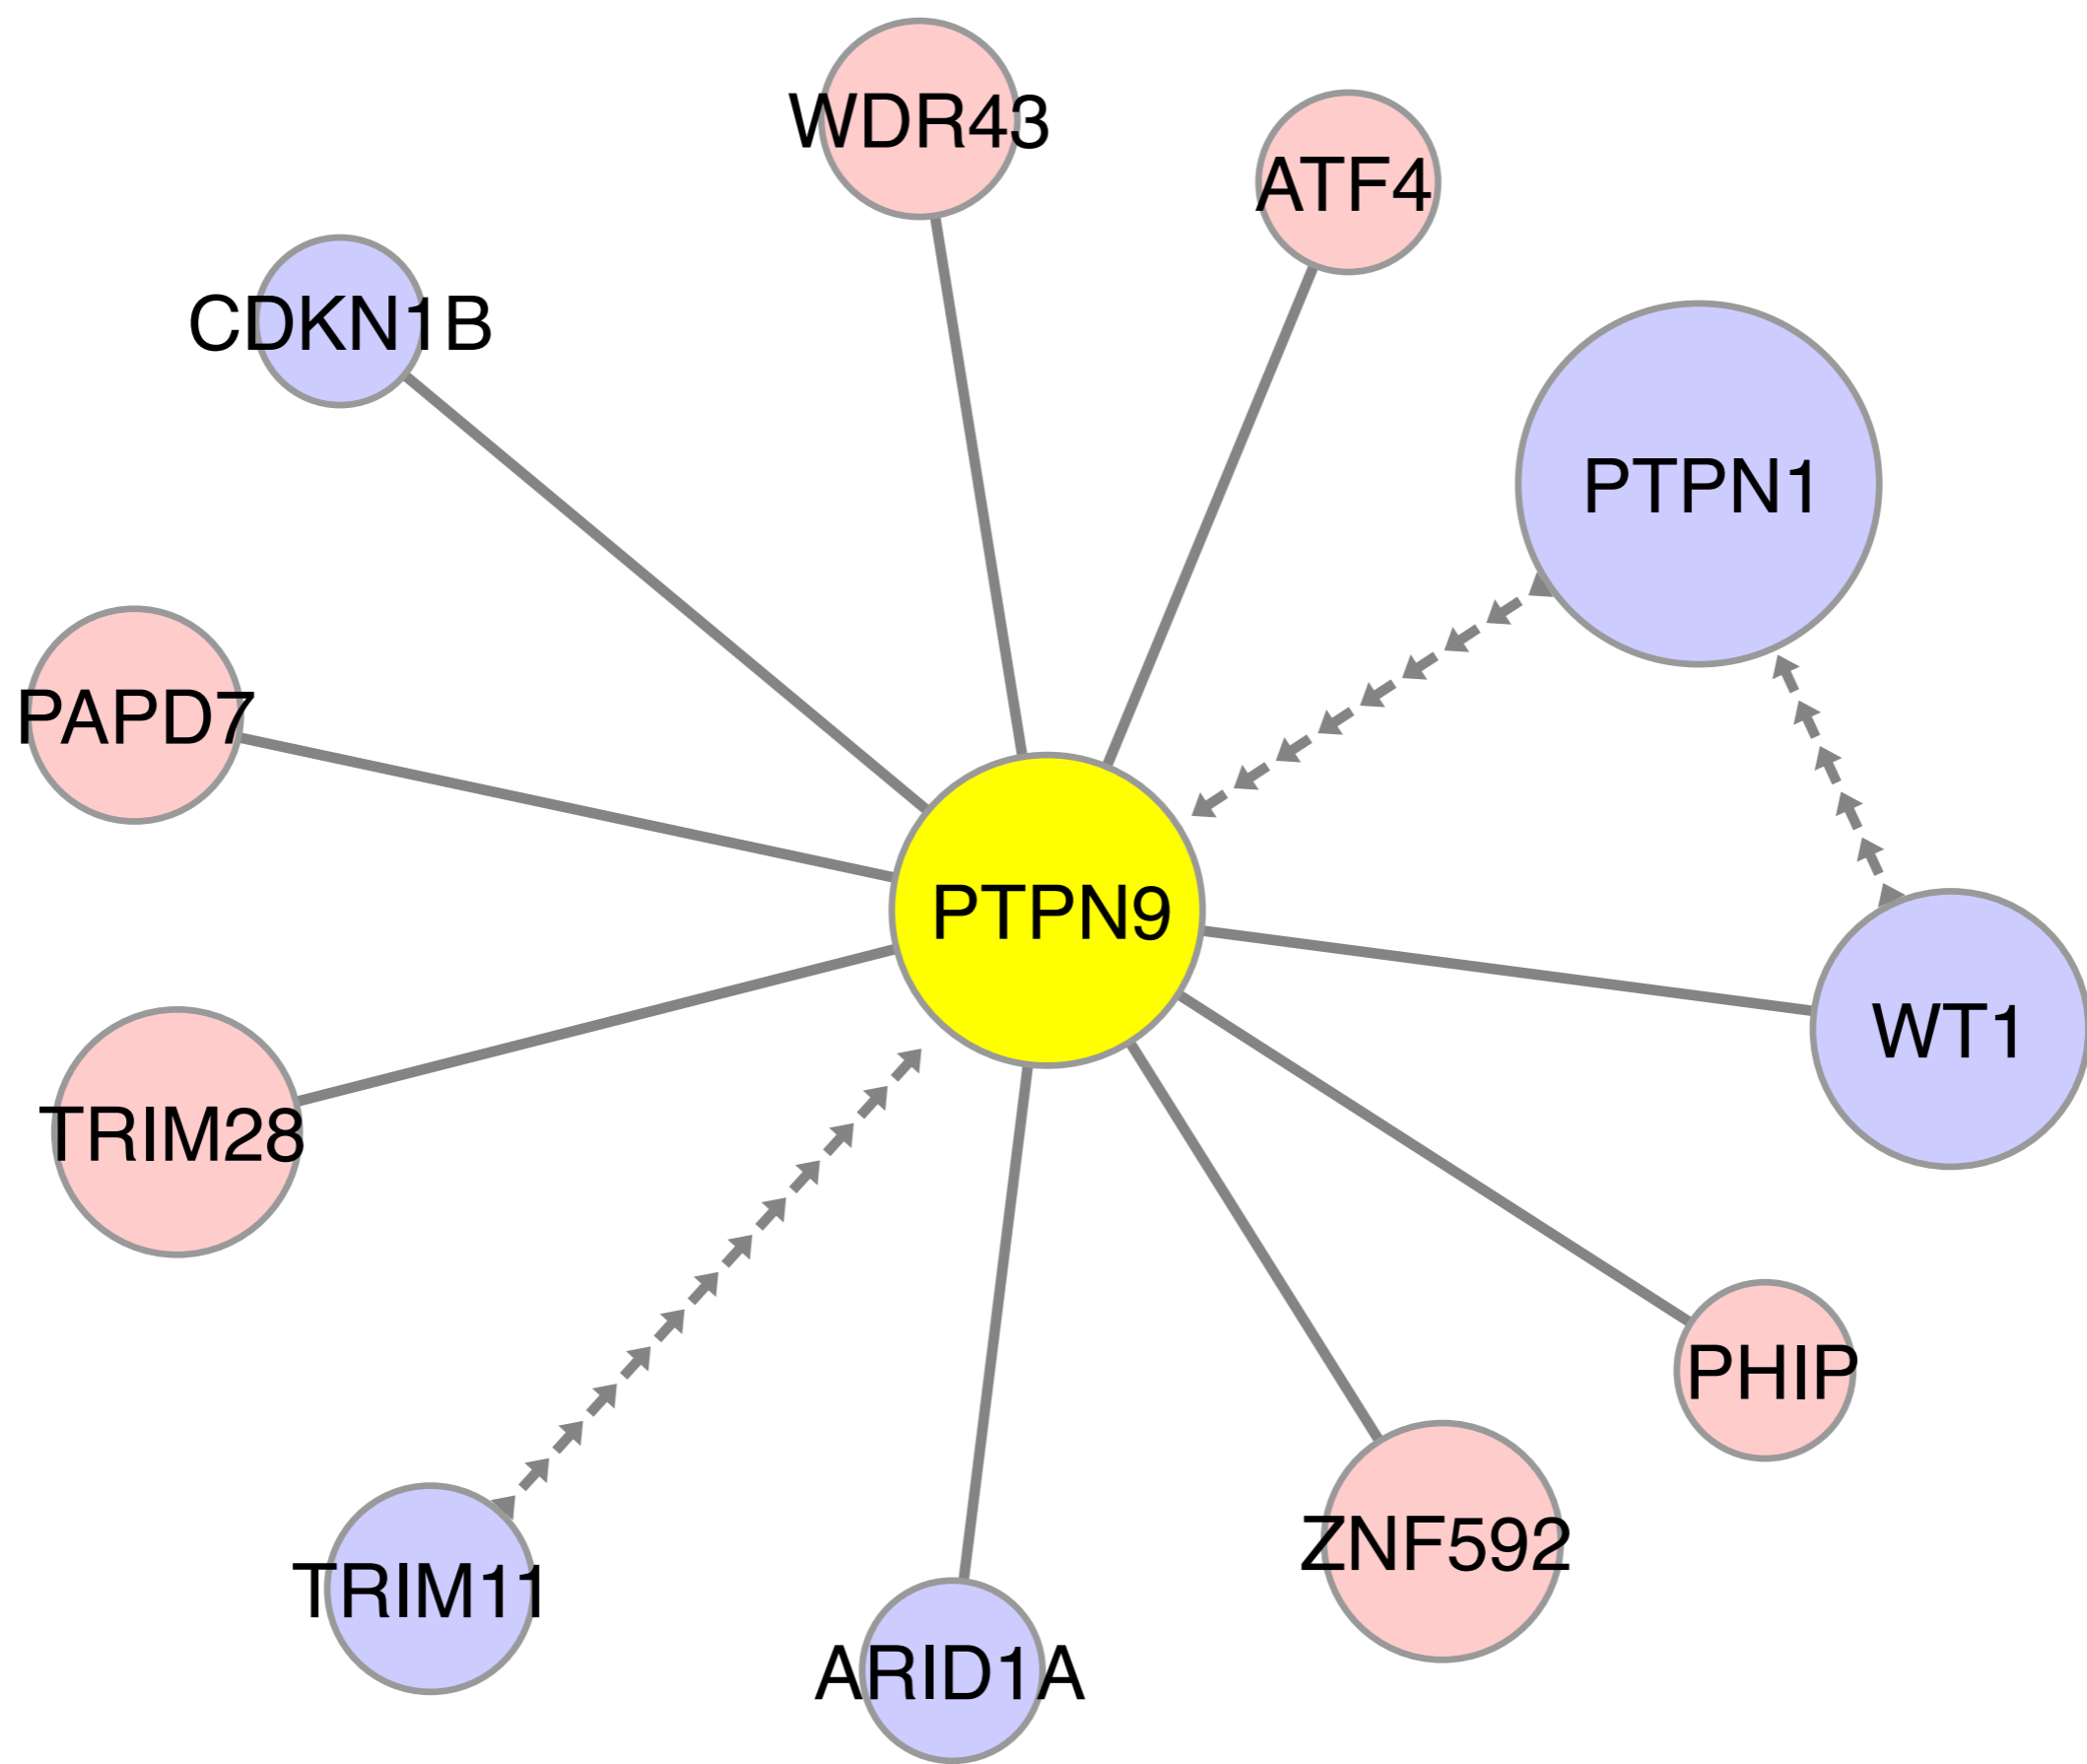 WDR43
ATF4
CDKN1B
PTPN1
PAPD7
PTPN9
WT1
TRIM28
PHIP
ZNF592
TRIM11
ARID1A